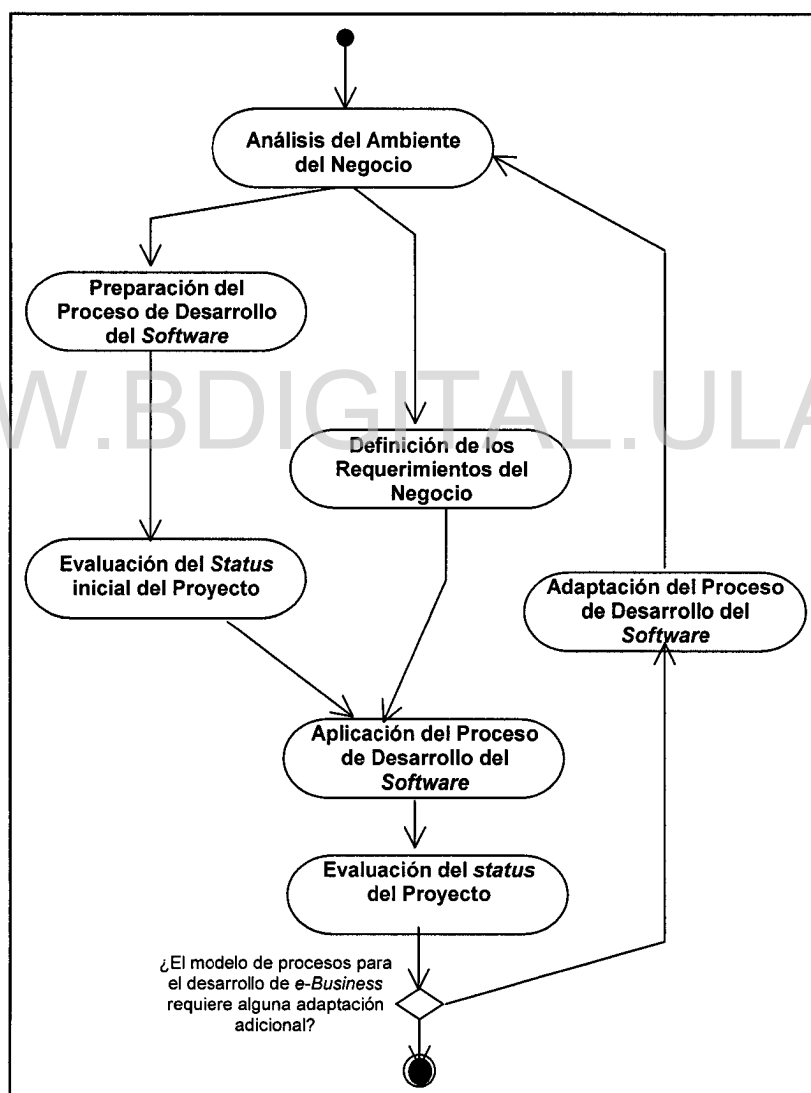 Análisis del Ambiente
del Negocio
Preparación del
Proceso de Desarrollo
del Software
W.BDIGITAL.ULA
Definición de los
Requerimientos del
Negocio
Evaluación del Status
inicial del Proyecto
Adaptación del Proceso
de Desarrollo del
Software
Aplicación del Proceso
de Desarrollo del
Software
Evaluación del status
del Proyecto
¿El modelo de procesos para
el desarrollo de e-Business
requiere alguna adaptación
adicional?